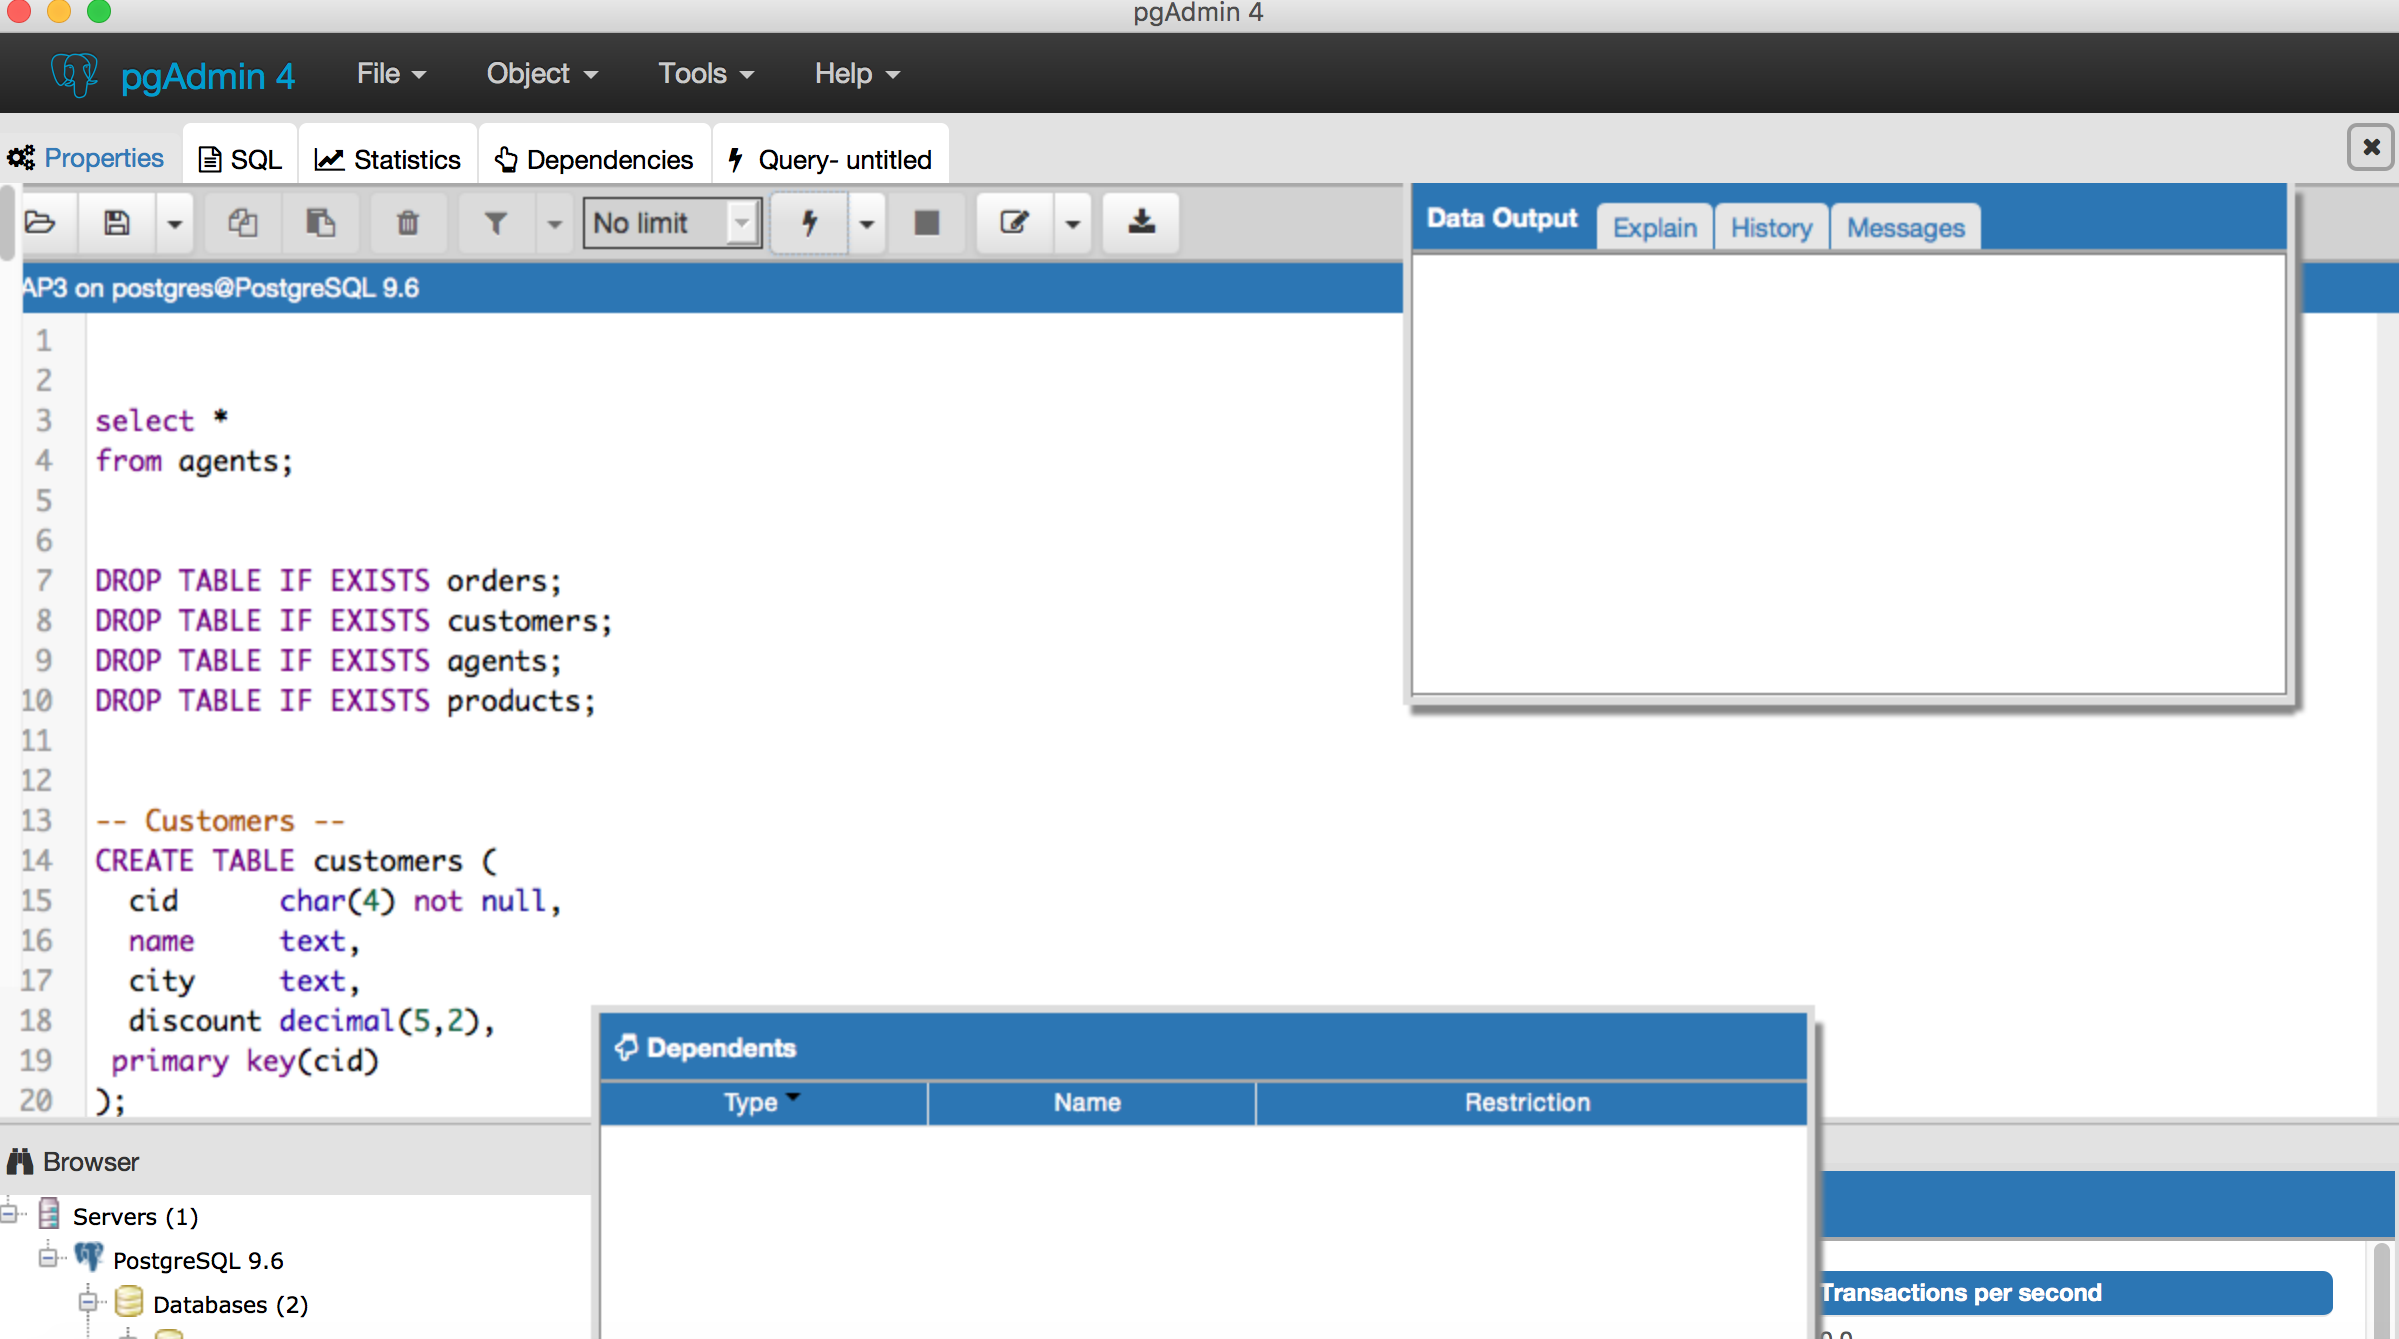 pgAdmin 4
pgAdmin 4 File Object Tools Help
Properties SQL Statistics Dependencies Query- untitled
No limit
Data Output Explain History Messages
AP3 on postgres@PostgreSQL 9.6
1
2
3 select *
4 from agents;
5
6
7 DROP TABLE IF EXISTS orders;
8 DROP TABLE IF EXISTS customers;
9 DROP TABLE IF EXISTS agents;
10 DROP TABLE IF EXISTS products;
11
12
13 -- Customers --
14 CREATE TABLE customers (
15 cid char(4) not null,
16 name text,
17 city text,
18 discount decimal(5,2),
19 primary key(cid)
20 );
Dependents
Type Name Restriction
Browser
Servers (1)
PostgreSQL 9.6
Databases (2)
Transactions per second